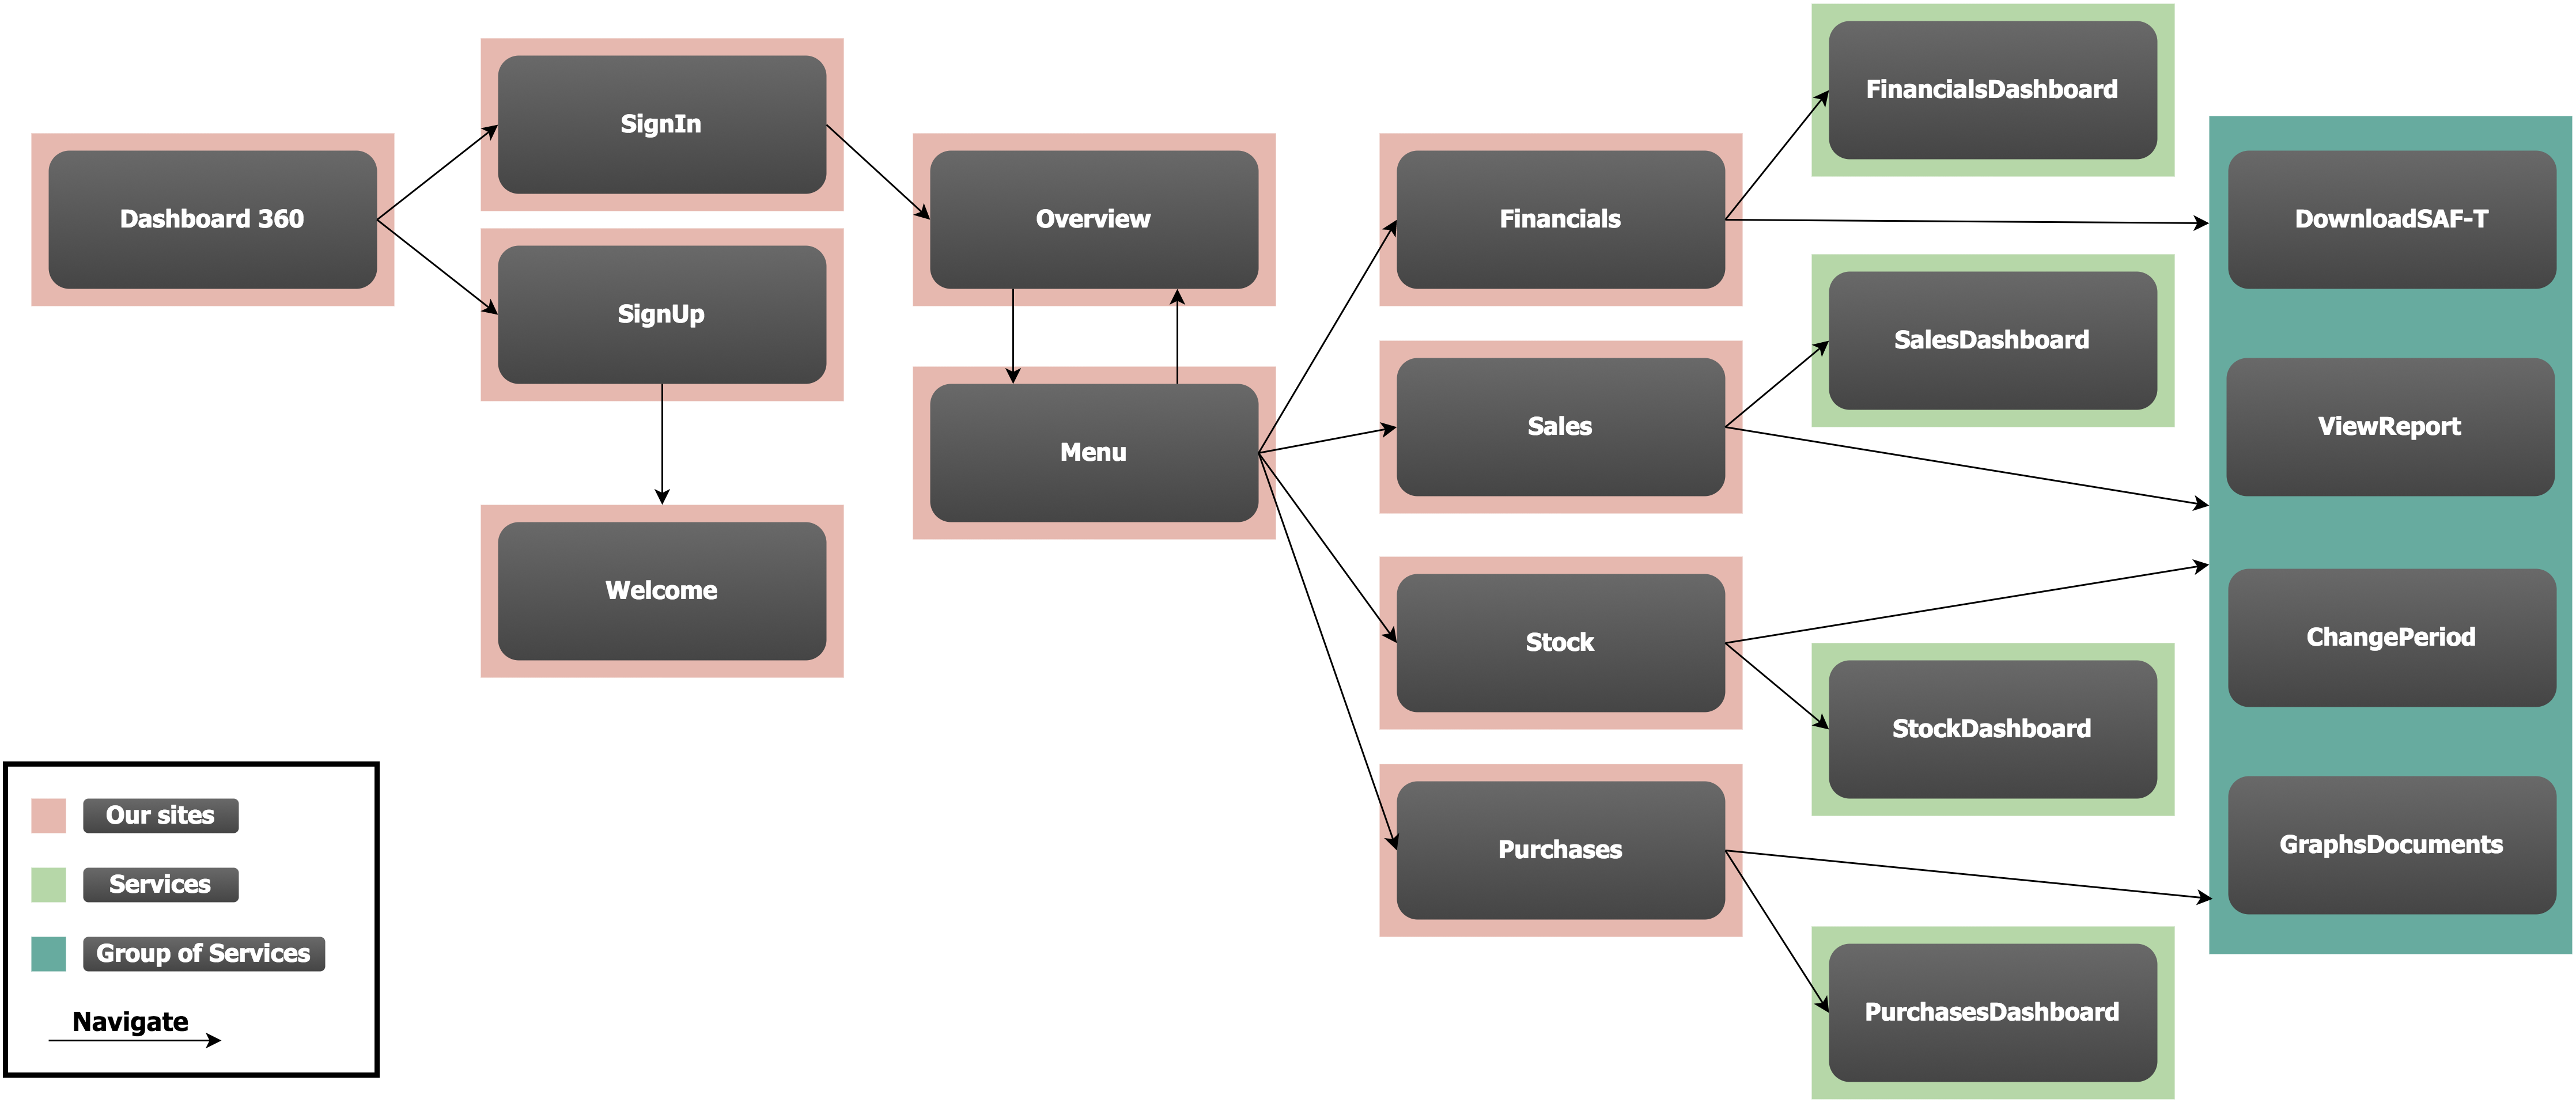 Dashboard 360
SignIn
SignUp
Welcome
Overview
Menu
Financials
Sales
Stock
Purchases
FinancialsDashboard
SalesDashboard
StockDashboard
PurchasesDashboard
DownloadSAF-T
ViewReport
ChangePeriod
GraphsDocuments
Our sites
Services
Group of Services
Navigate